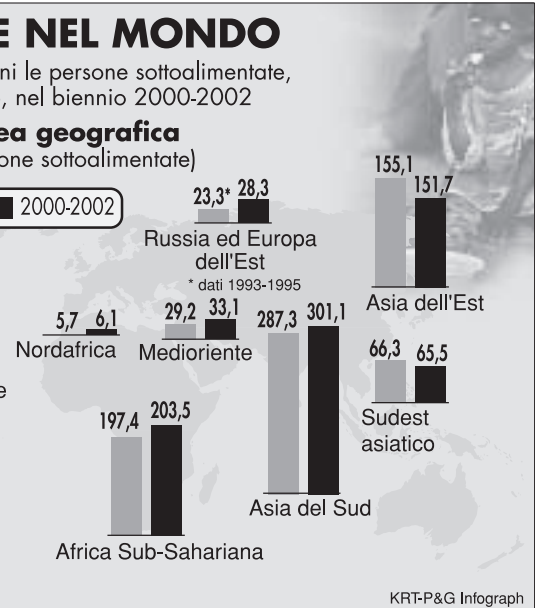 E NEL MONDO
ni le persone sottoalimentate,
, nel biennio 2000-2002
ea geografica
one sottoalimentate)
2000-2002
23,3* 28,3
Russia ed Europa
dell'Est
* dati 1993-1995
155,1
151,7
Asia dell'Est
5,7 6,1
Nordafrica
29,2 33,1
Medioriente
287,3 301,1
Asia del Sud
66,3 65,5
Sudest
asiatico
e
197,4 203,5
Africa Sub-Sahariana
KRT-P&G Infograph